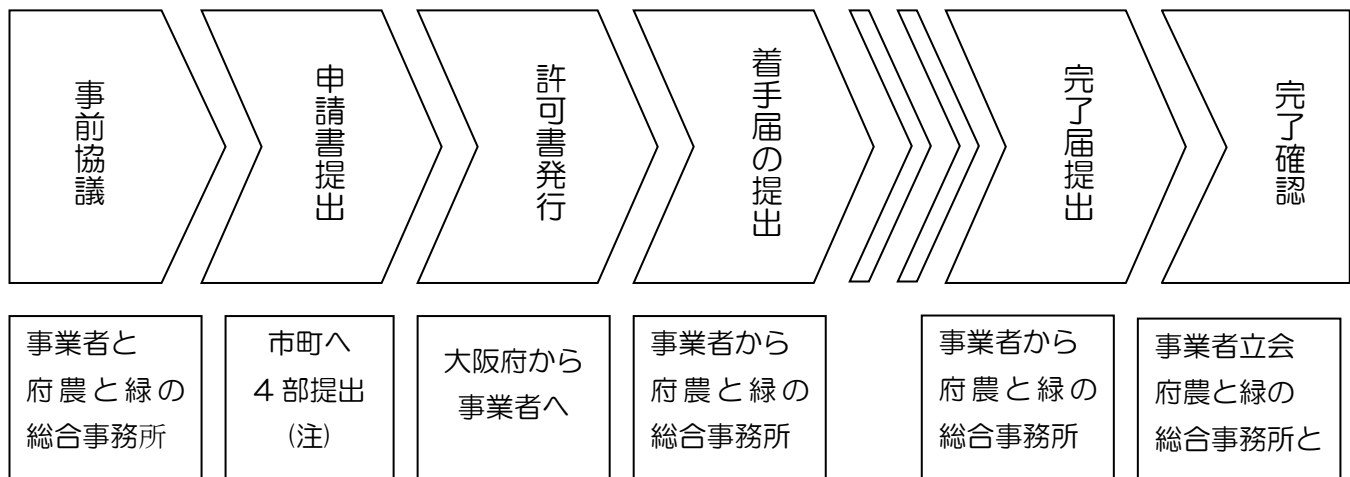 事前協議
申請書提出
許可書発行
着手届の提出
完了届提出
完了確認
事業者と
府農と緑の
総合事務所
市町へ
4部提出
(注)
大阪府から
事業者へ
事業者から
府農と緑の
総合事務所
事業者から
府農と緑の
総合事務所
事業者立会
府農と緑の
総合事務所と